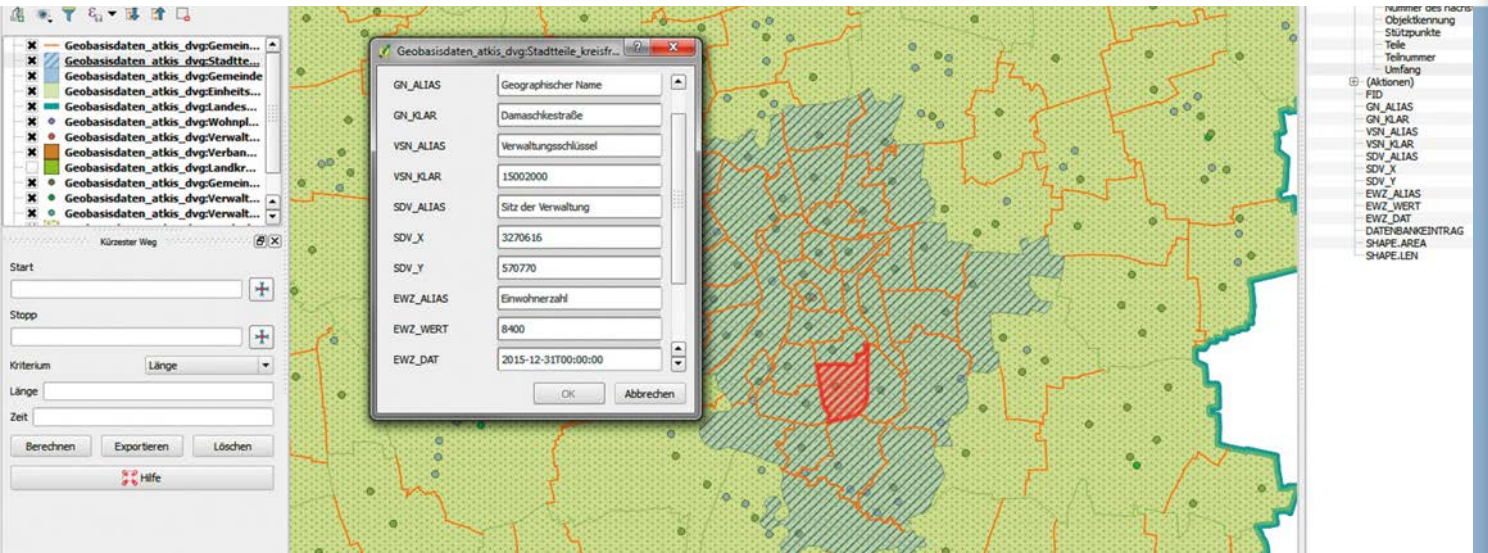 Geobasisdaten_atkis_dvg:Gemein...
Geobasisdaten_atkis_dvg:Stadtte...
Geobasisdaten_atkis_dvg:Gemeinde
Geobasisdaten_atkis_dvg:Einheits...
Geobasisdaten_atkis_dvg:Landes...
Geobasisdaten_atkis_dvg:Wohnpl...
Geobasisdaten_atkis_dvg:Verwalt...
Geobasisdaten_atkis_dvg:Verban...
Geobasisdaten_atkis_dvg:Landkr...
Geobasisdaten_atkis_dvg:Gemein...
Geobasisdaten_atkis_dvg:Verwalt...
Geobasisdaten_atkis_dvg:Verwalt...
Kürzester Weg
Start
Stopp
Kriterium Länge
Länge
Zeit
Berechnen Exportieren Löschen
Hilfe
Geobasisdaten_atkis_dvg:Stadtteile_kreisfr...
GN_ALIAS Geographischer Name
GN_KLAR Damaschkestraße
VSN_ALIAS Verwaltungsschlüssel
VSN_KLAR 15002000
SDV_ALIAS Sitz der Verwaltung
SDV_X 3270616
SDV_Y 570770
EWZ_ALIAS Einwohnerzahl
EWZ_WERT 8400
EWZ_DAT 2015-12-31T00:00:00
OK Abbrechen
Nummer des nächs
Objektkennung
Stützpunkte
Teile
Teilnummer
Umfang
(Aktionen)
FID
GN_ALIAS
GN_KLAR
VSN_ALIAS
VSN_KLAR
SDV_ALIAS
SDV_X
SDV_Y
EWZ_ALIAS
EWZ_WERT
EWZ_DAT
DATENBANKEINTRAG
SHAPE.AREA
SHAPE.LEN